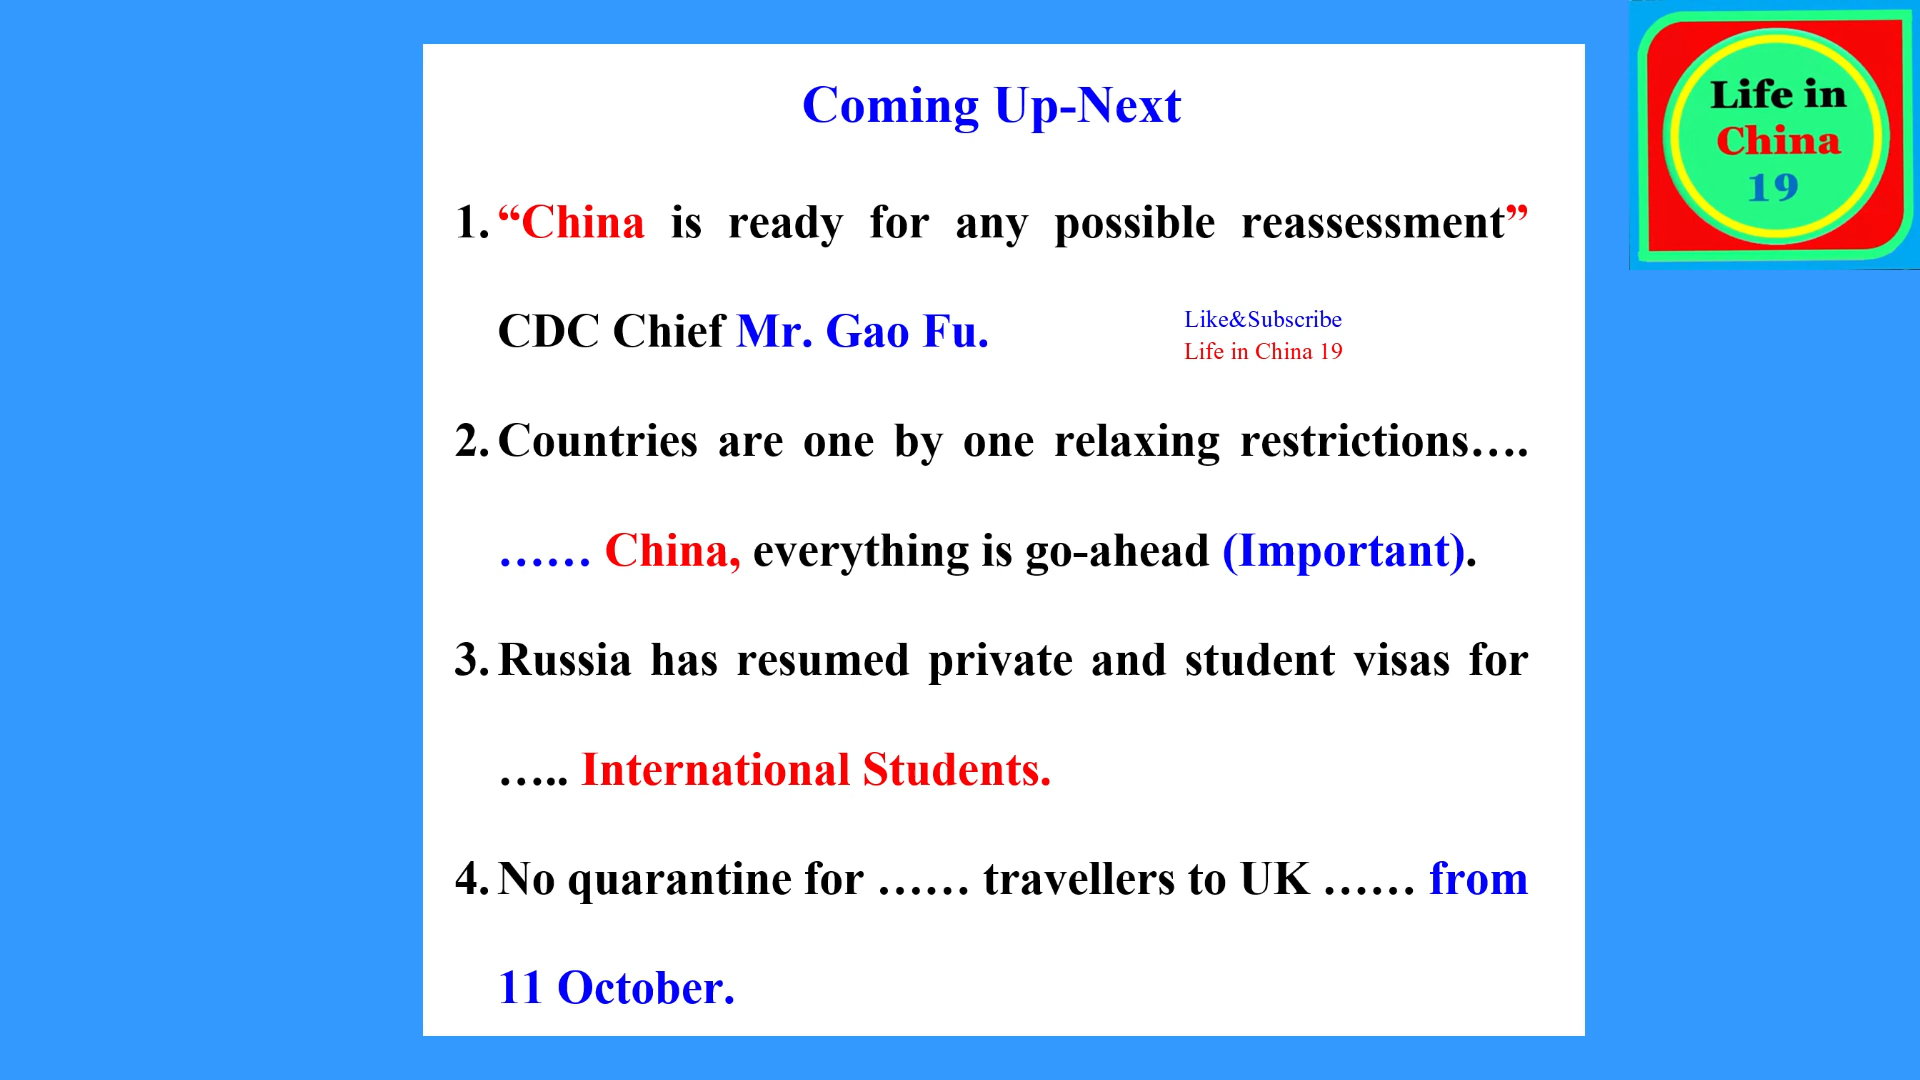 Coming Up-Next
Life in
China
19
1. “China is ready for any possible reassessment”
CDC Chief Mr. Gao Fu.
Like&Subscribe
Life in China 19
2. Countries are one by one relaxing restrictions….
…… China, everything is go-ahead (Important).
3. Russia has resumed private and student visas for
….. International Students.
4. No quarantine for …… travellers to UK …… from
11 October.